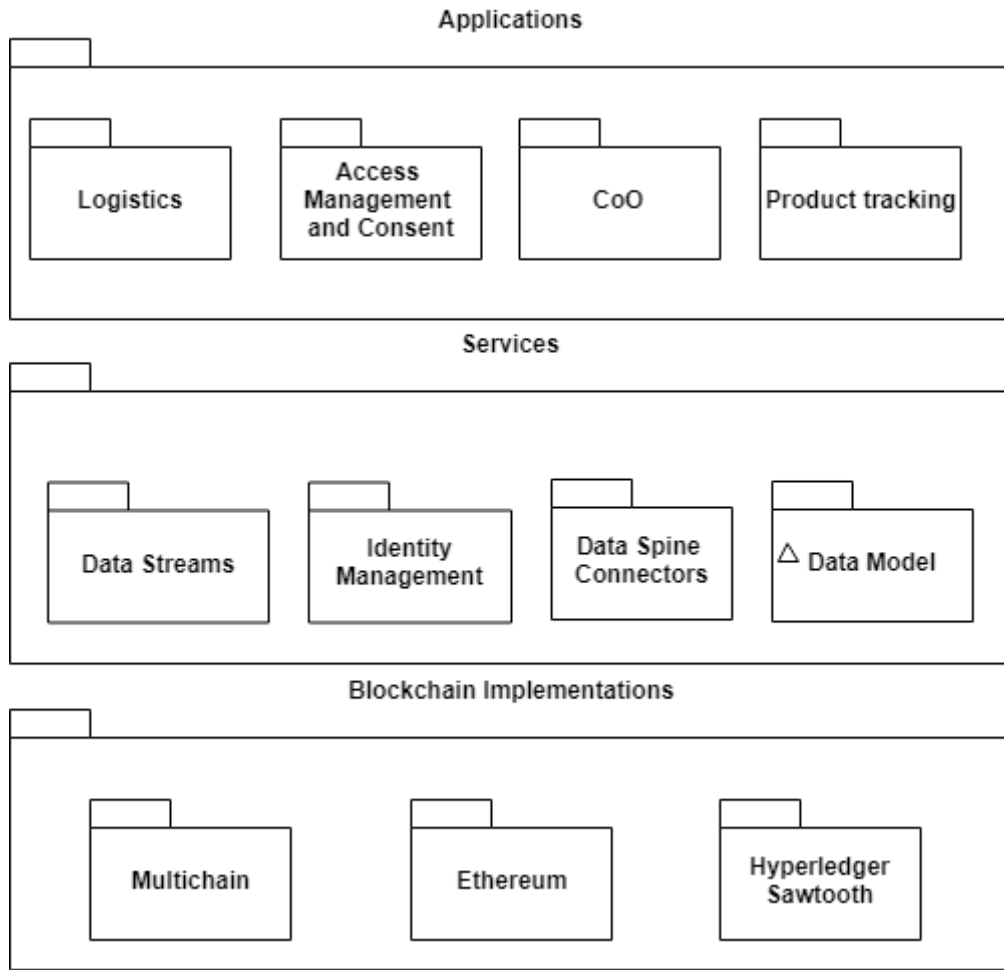 Applications
Logistics
Access
Management
and Consent
CoO
Product tracking
Services
Data Streams
Identity
Management
Data Spine
Connectors
Data Model
Blockchain Implementations
Multichain
Ethereum
Hyperledger
Sawtooth